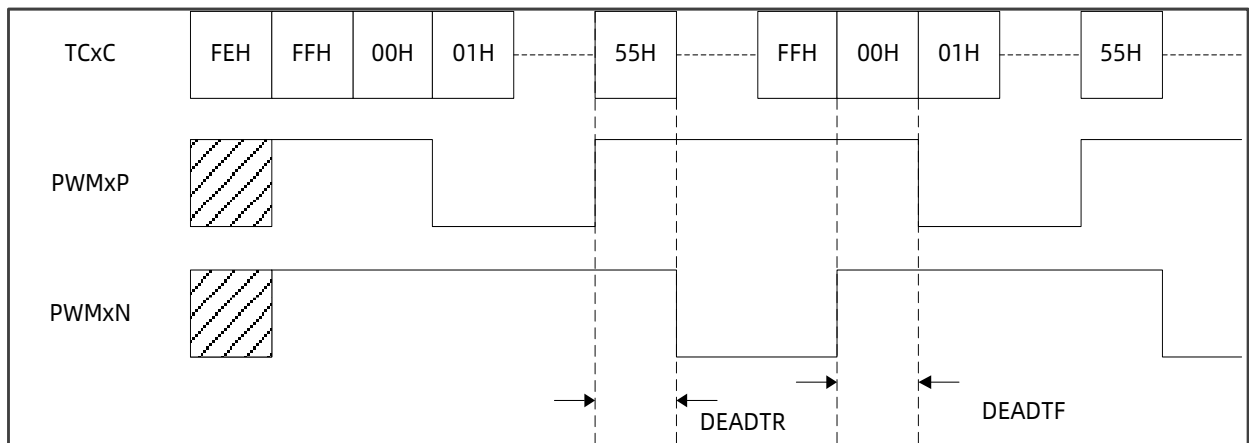 TCxC FEH FFH 00H 01H 55H FFH 00H 01H 55H
PWMxP
PWMxN
DEADTR
DEADTF